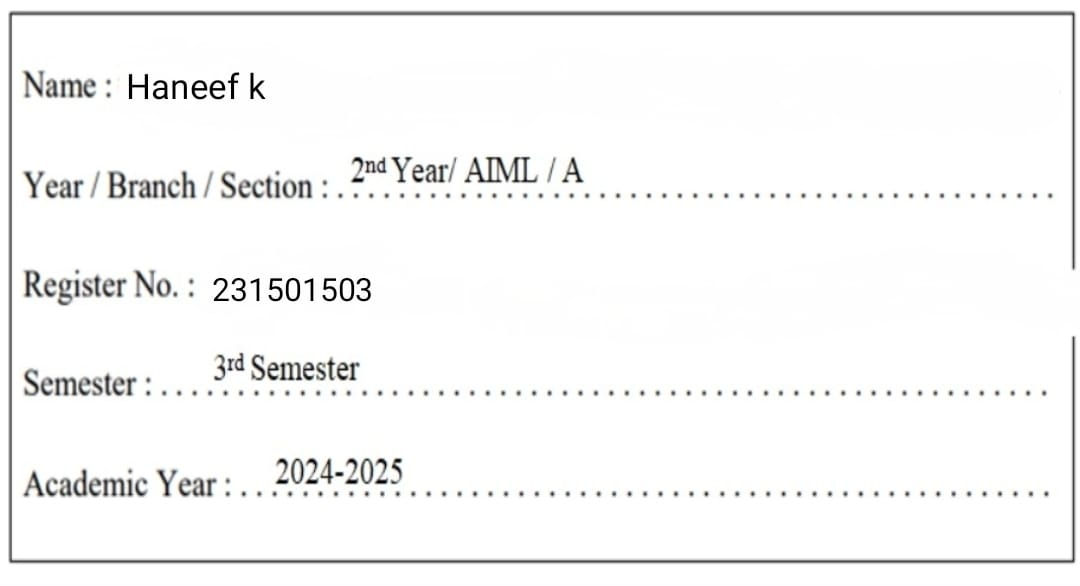 Name : Haneef k
Year / Branch / Section : . 2nd Year/ AIML / A . . . . . . . . . . . . . . . . . . . . . . . . . . . . . .
Register No. : 231501503
Semester : . . . . 3rd Semester . . . . . . . . . . . . . . . . . . . . . . . . . . . . . . . . . . . . . . . . . . . .
Academic Year : . . . 2024-2025 . . . . . . . . . . . . . . . . . . . . . . . . . . . . . . . . . . . . . . . . . .